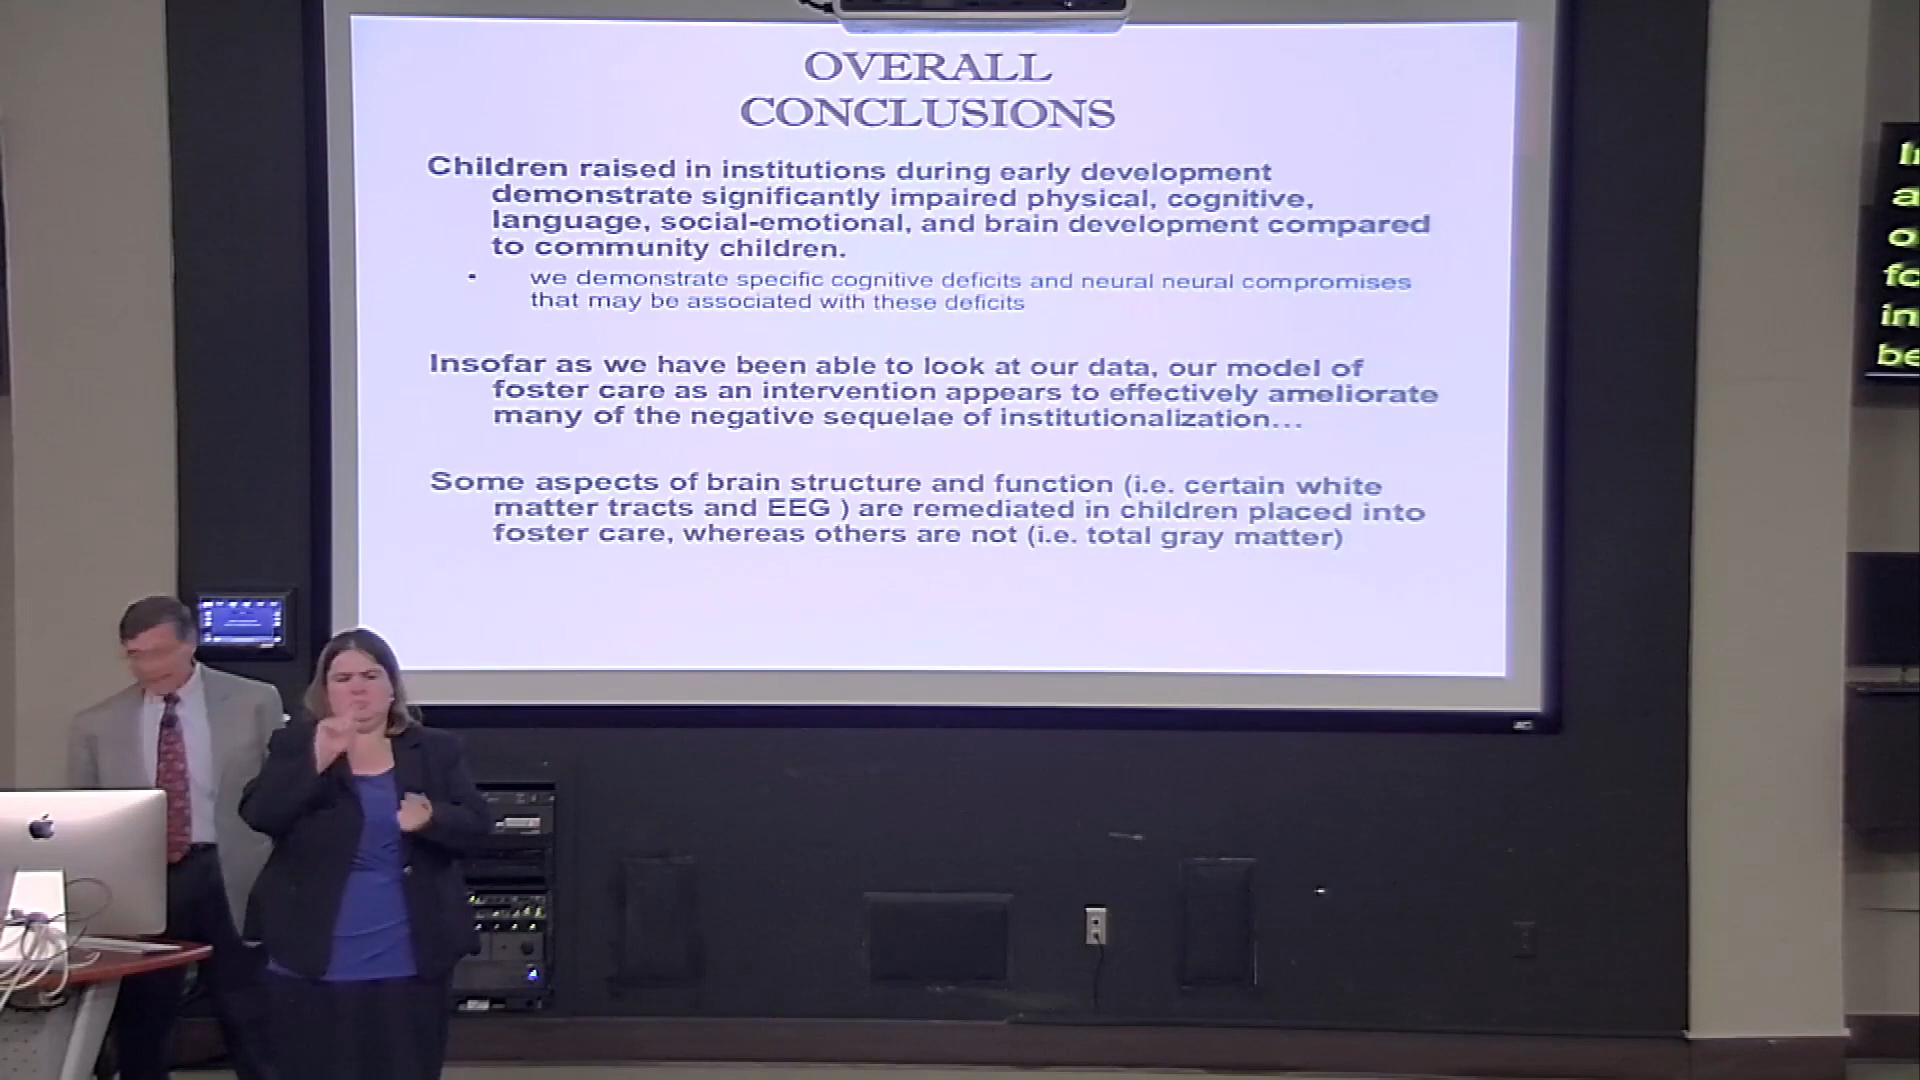 OVERALL
CONCLUSIONS
Children raised in institutions during early development
demonstrate significantly impaired physical, cognitive,
language, social-emotional, and brain development compared
to community children.
• we demonstrate specific cognitive deficits and neural neural compromises
that may be associated with these deficits
Insofar as we have been able to look at our data, our model of
foster care as an intervention appears to effectively ameliorate
many of the negative sequelae of institutionalization...
Some aspects of brain structure and function (i.e. certain white
matter tracts and EEG ) are remediated in children placed into
foster care, whereas others are not (i.e. total gray matter)
in
be